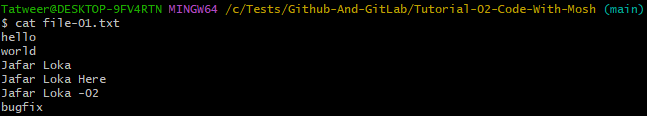 Tatweer@DESKTOP-9FV4RTN MINGW64 /c/Tests/Github-And-GitLab/Tutorial-02-Code-With-Mosh (main)
$ cat file-01.txt
hello
world
Jafar Loka
Jafar Loka Here
Jafar Loka -02
bugfix